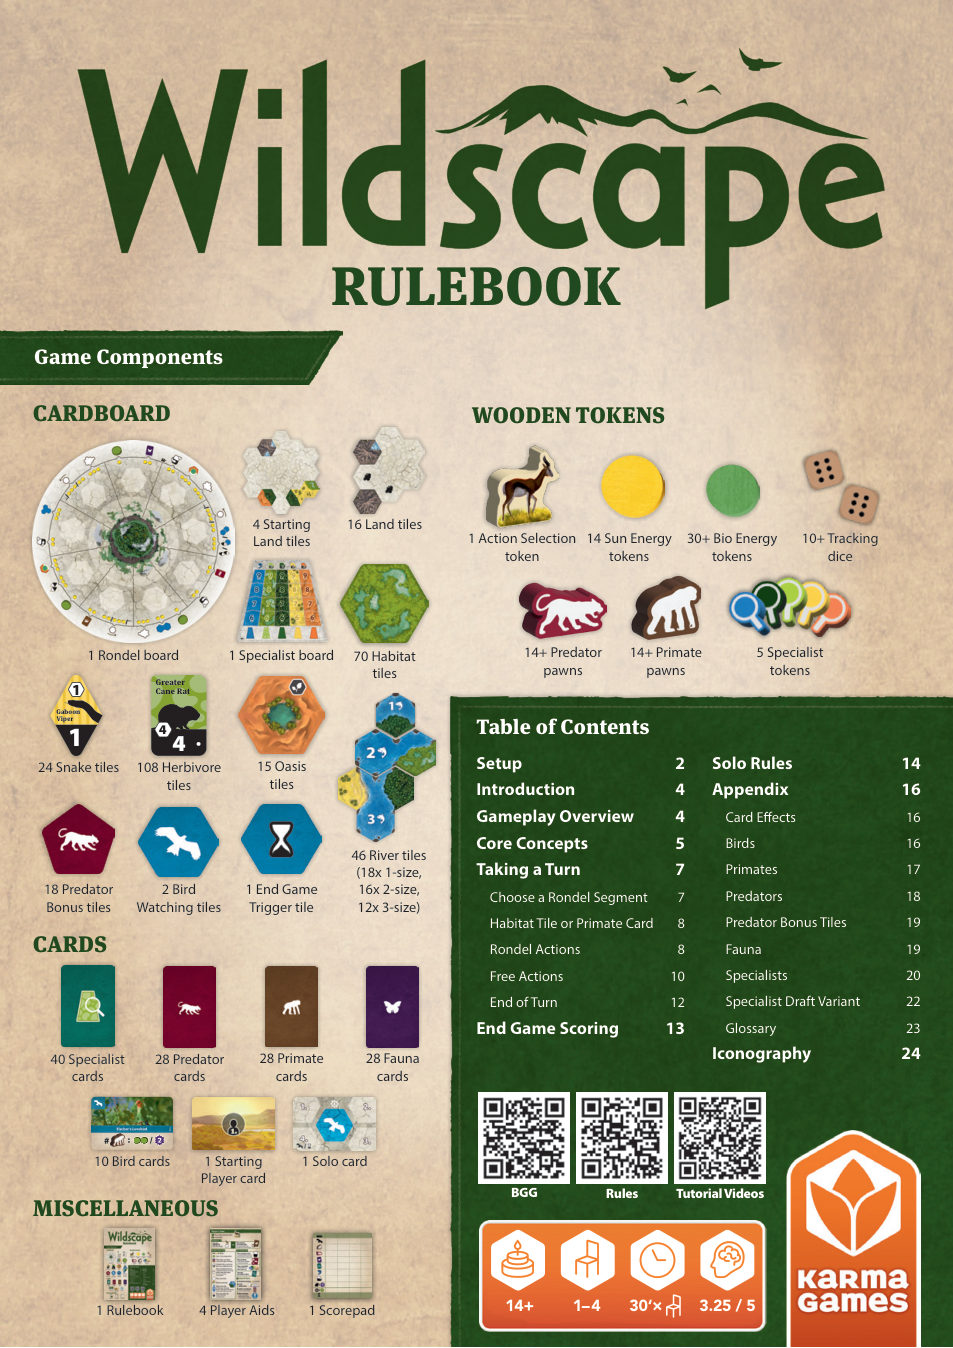 Wildscape
RULEBOOK
Game Components
CARDBOARD
1 Rondel board
4 Starting
Land tiles
16 Land tiles
1 Specialist board
70 Habitat
tiles
1
Gaboon
Viper
1
24 Snake tiles
Greater
Cane Rat
4
4
108 Herbivore
tiles
15 Oasis
tiles
1
2
3
46 River tiles
(18x 1-size,
16x 2-size,
12x 3-size)
18 Predator
Bonus tiles
2 Bird
Watching tiles
1 End Game
Trigger tile
CARDS
40 Specialist
cards
28 Predator
cards
28 Primate
cards
28 Fauna
cards
10 Bird cards
1 Starting
Player card
1 Solo card
MISCELLANEOUS
Wildscape
1 Rulebook
4 Player Aids
1 Scorepad
WOODEN TOKENS
1 Action Selection
token
14 Sun Energy
tokens
30+ Bio Energy
tokens
10+ Tracking
dice
14+ Predator
pawns
14+ Primate
pawns
5 Specialist
tokens
Table of Contents
Setup 2
Introduction 4
Gameplay Overview 4
Core Concepts 5
Taking a Turn 7
Choose a Rondel Segment 7
Habitat Tile or Primate Card 8
Rondel Actions 8
Free Actions 10
End of Turn 12
End Game Scoring 13
Solo Rules 14
Appendix 16
Card Effects 16
Birds 16
Primates 17
Predators 18
Predator Bonus Tiles 19
Fauna 19
Specialists 20
Specialist Draft Variant 22
Glossary 23
Iconography 24
BGG
Rules
Tutorial Videos
14+
1–4
30'×
3.25 / 5
KARMA
GAMES